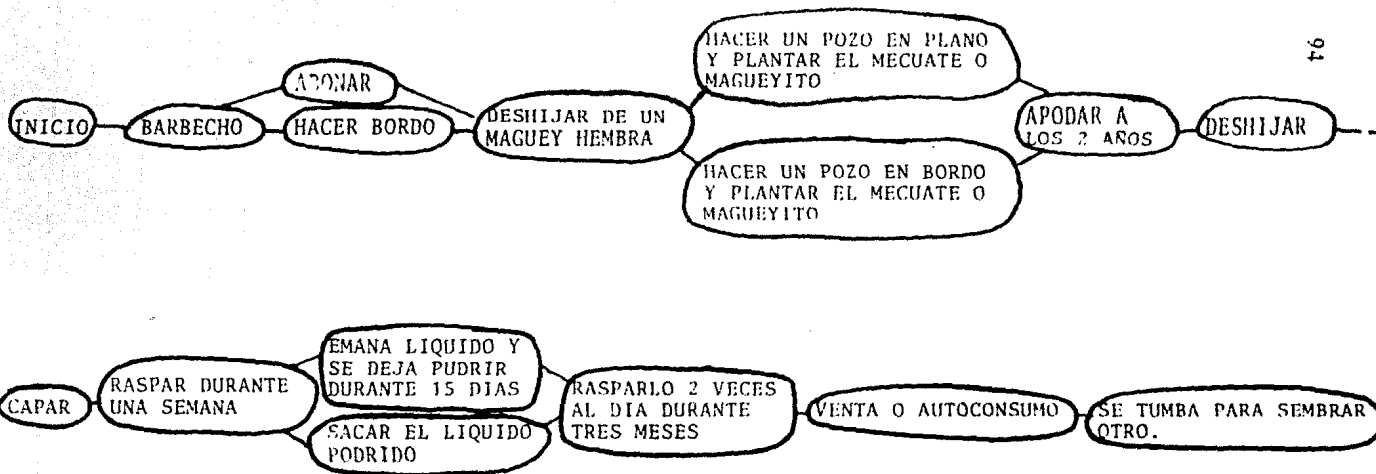 94
INICIO
BARBECHO
ABONAR
HACER BORDO
DESHIJAR DE UN
MAGUEY HEMBRA
HACER UN POZO EN PLANO
Y PLANTAR EL MECUATE O
MAGUEYITO
HACER UN POZO EN BORDO
Y PLANTAR EL MECUATE O
MAGUEYITO
APODAR A
LOS 2 AÑOS
DESHIJAR
CAPAR
RASPAR DURANTE
UNA SEMANA
EMANA LIQUIDO Y
SE DEJA PUDRIR
DURANTE 15 DIAS
SACAR EL LIQUIDO
PODRIDO
RASPARLO 2 VECES
AL DIA DURANTE
TRES MESES
VENTA O AUTOCONSUMO
SE TUMBA PARA SEMBRAR
OTRO.